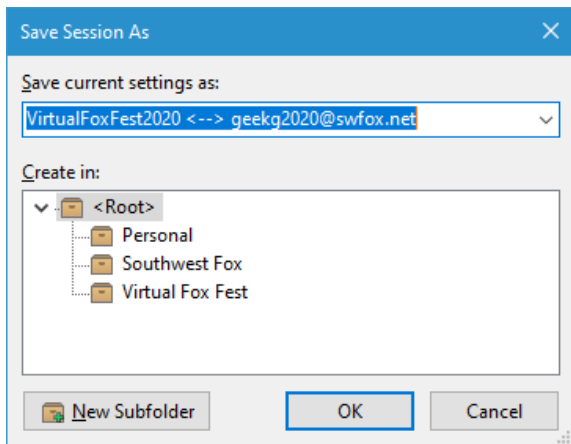 Save Session As
Save current settings as:
VirtualFoxFest2020 <--> geekg2020@swfox.net
Create in:
<Root>
Personal
Southwest Fox
Virtual Fox Fest
New Subfolder
OK
Cancel